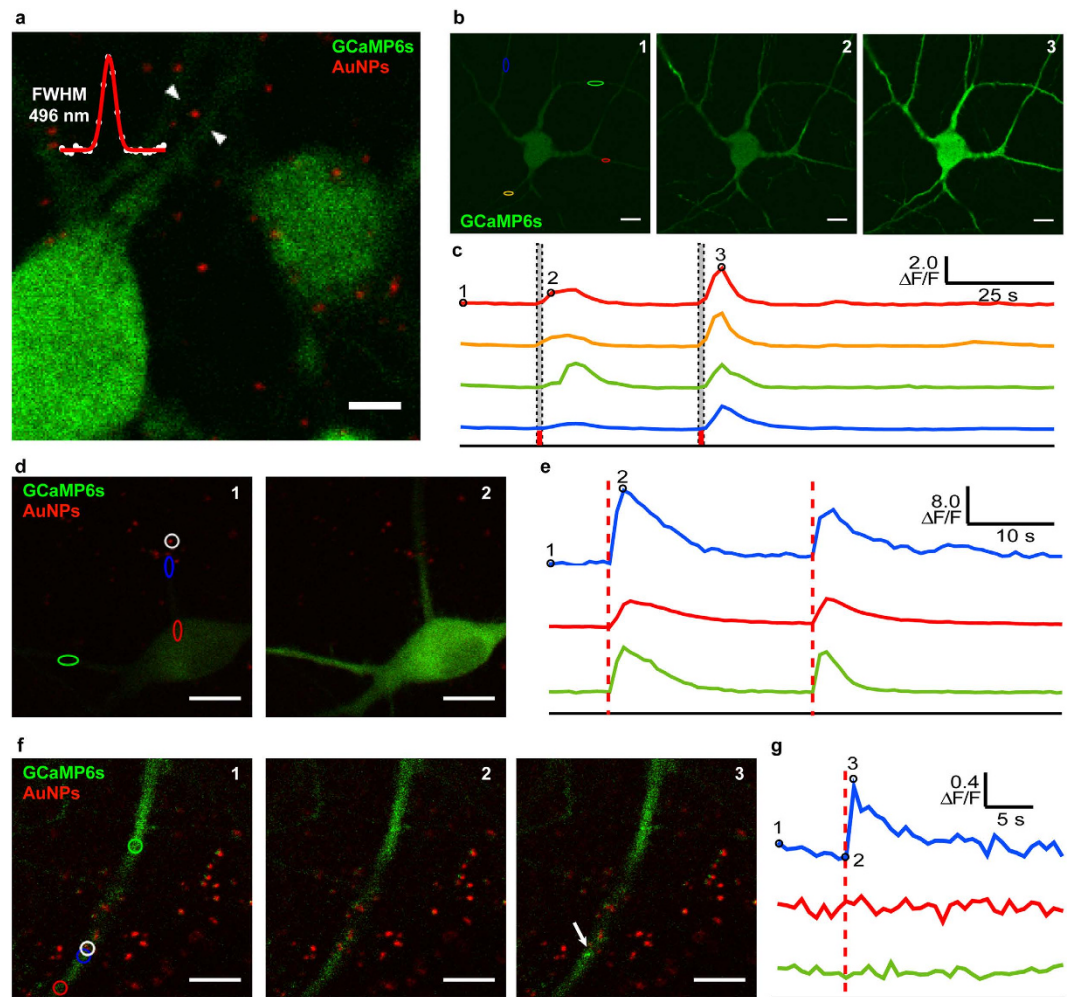 a
GCaMP6s
AuNPs
FWHM
496 nm
b
1
2
3
GCaMP6s
c
1
2
3
2.0
ΔF/F
25 s
d
GCaMP6s
AuNPs
1
2
e
1
2
8.0
ΔF/F
10 s
f
GCaMP6s
AuNPs
1
2
3
g
1
2
3
0.4
ΔF/F
5 s